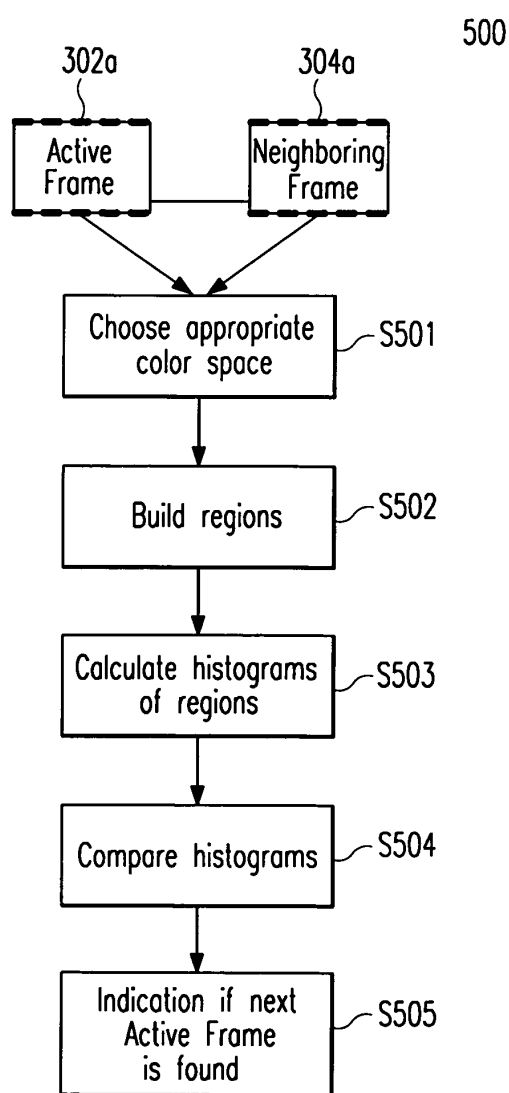 500
302a
304a
Active
Frame
Neighboring
Frame
Choose appropriate
color space
S501
Build regions
S502
Calculate histograms
of regions
S503
Compare histograms
S504
Indication if next
Active Frame
is found
S505